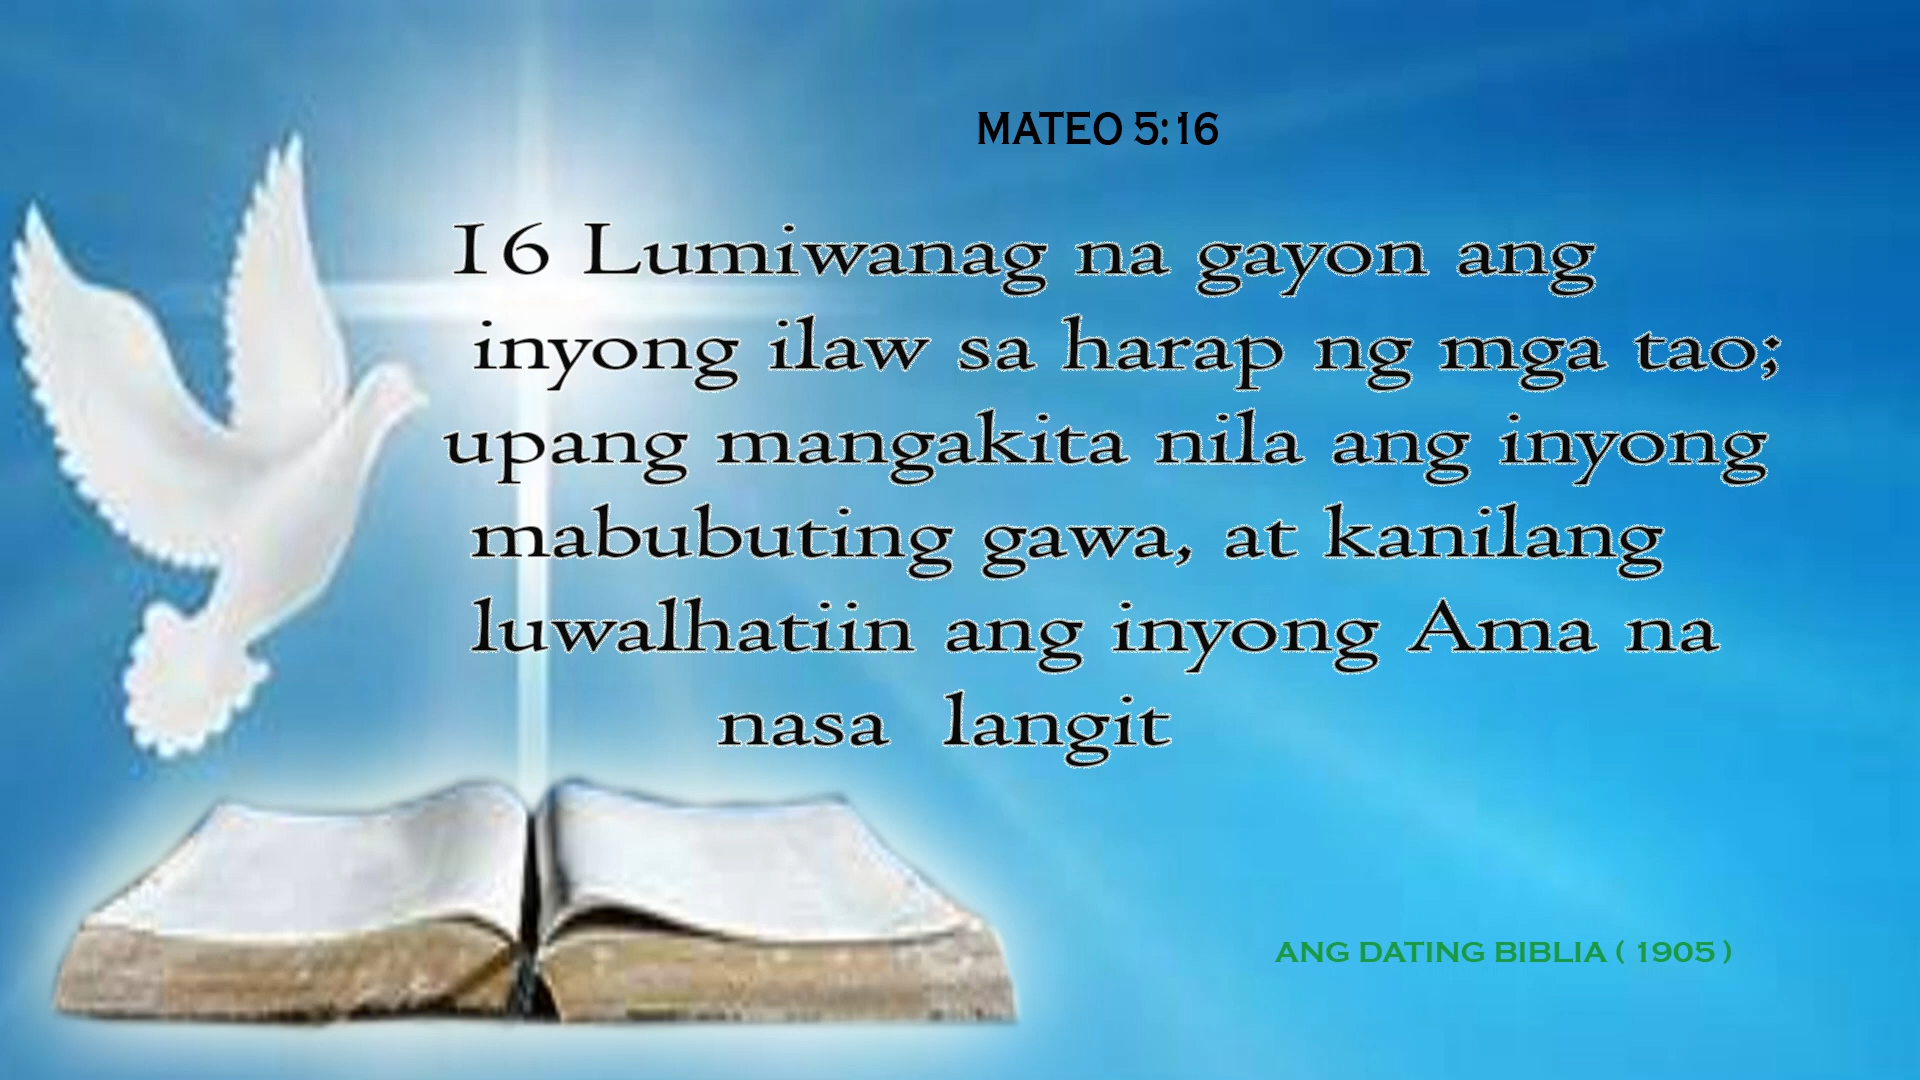 MATEO 5:16
16 Lumiwanag na gayon ang
inyong ilaw sa harap ng mga tao;
upang mangakita nila ang inyong
mabubuting gawa, at kanilang
luwalhatiin ang inyong Ama na
nasa langit
ANG DATING BIBLIA ( 1905 )